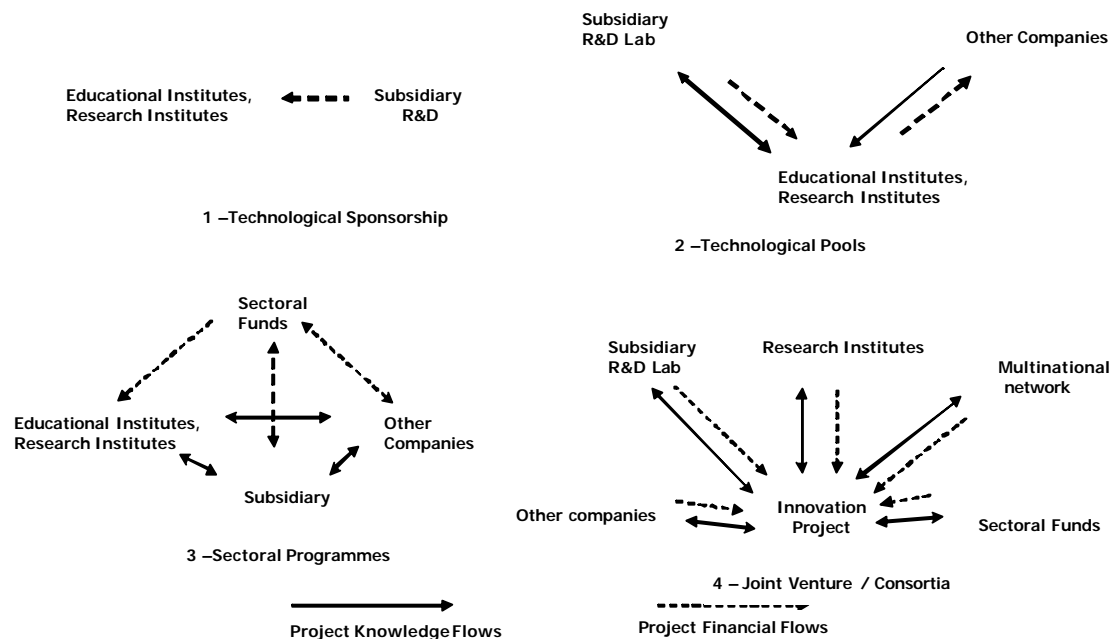 Educational Institutes,
Research Institutes
Subsidiary
R&D
1 –Technological Sponsorship
Subsidiary
R&D Lab
Other Companies
Educational Institutes,
Research Institutes
2 –Technological Pools
Sectoral
Funds
Educational Institutes,
Research Institutes
Other
Companies
Subsidiary
3 –Sectoral Programmes
Subsidiary
R&D Lab
Research Institutes
Multinational
network
Other companies
Innovation
Project
Sectoral Funds
4 – Joint Venture / Consortia
Project Knowledge Flows
Project Financial Flows